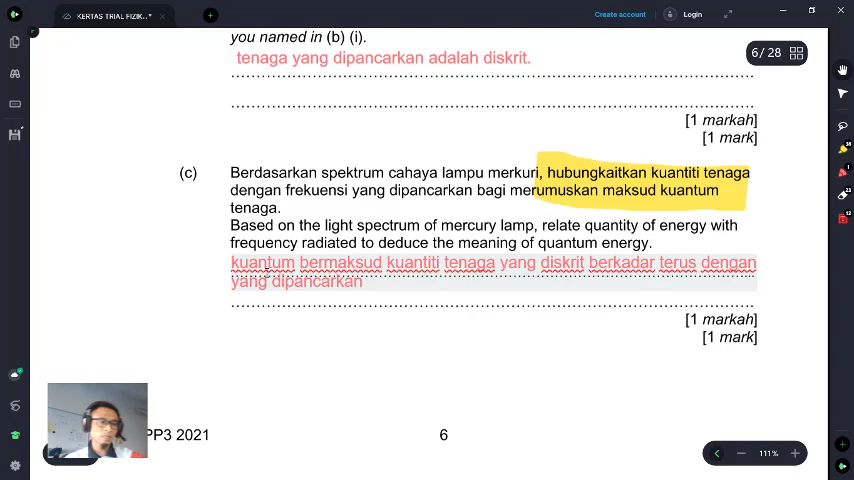 KERTAS TRIAL FIZIK...*
Create account
Login
you named in (b) (i).
tenaga yang dipancarkan adalah diskrit.
6/28
[1 markah]
[1 mark]
(c) Berdasarkan spektrum cahaya lampu merkuri, hubungkaitkan kuantiti tenaga
dengan frekuensi yang dipancarkan bagi merumuskan maksud kuantum
tenaga.
Based on the light spectrum of mercury lamp, relate quantity of energy with
frequency radiated to deduce the meaning of quantum energy.
kuantum bermaksud kuantiti tenaga yang diskrit berkadar terus dengan
yang dipancarkan
[1 markah]
[1 mark]
PP3 2021
6
111%